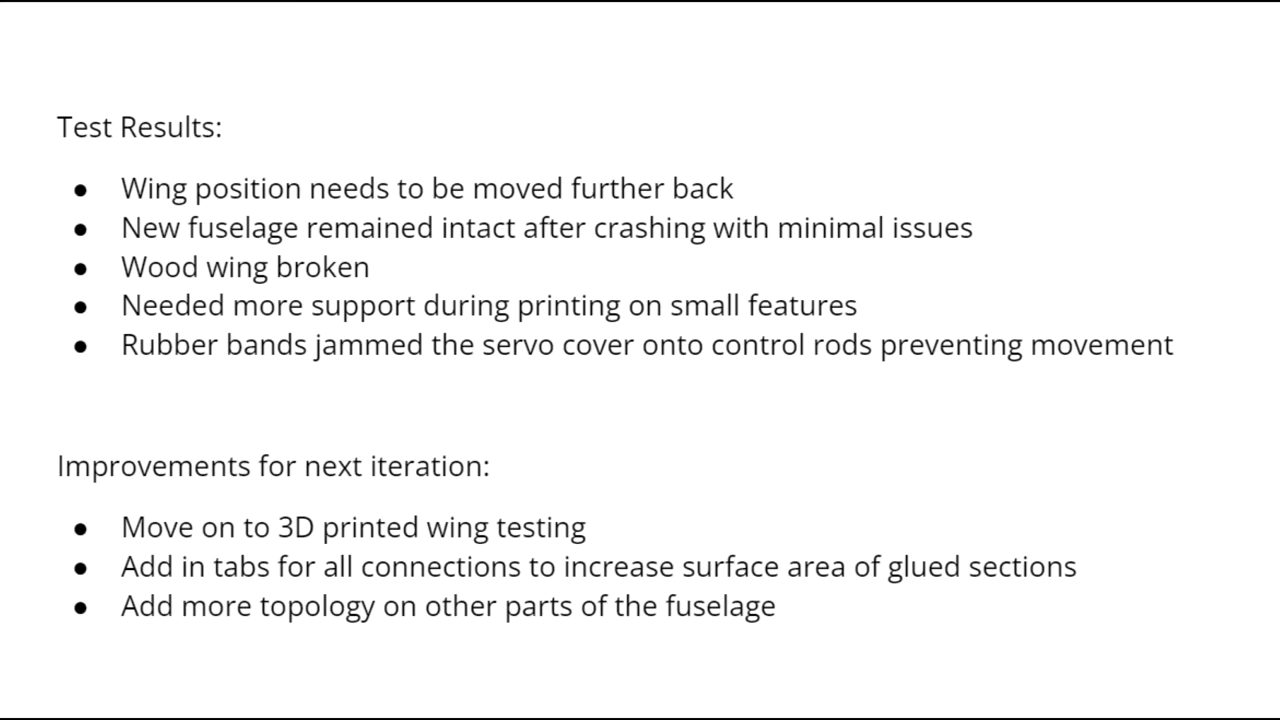 Test Results:
● Wing position needs to be moved further back
● New fuselage remained intact after crashing with minimal issues
● Wood wing broken
● Needed more support during printing on small features
● Rubber bands jammed the servo cover onto control rods preventing movement
Improvements for next iteration:
● Move on to 3D printed wing testing
● Add in tabs for all connections to increase surface area of glued sections
● Add more topology on other parts of the fuselage